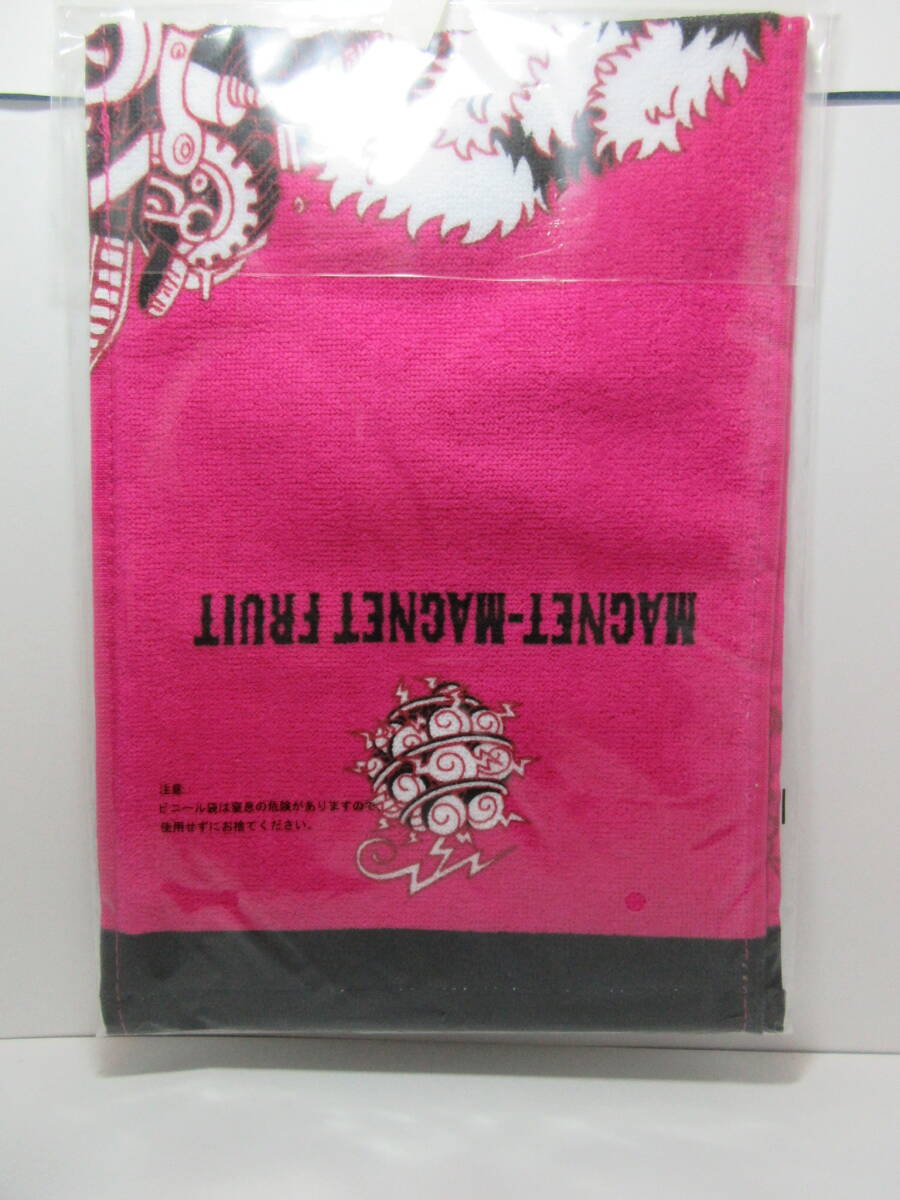 MAGNET-MAGNET FRUIT
注意
ビニール袋は窒息の危険がありますので、
使用せずにお捨てください。